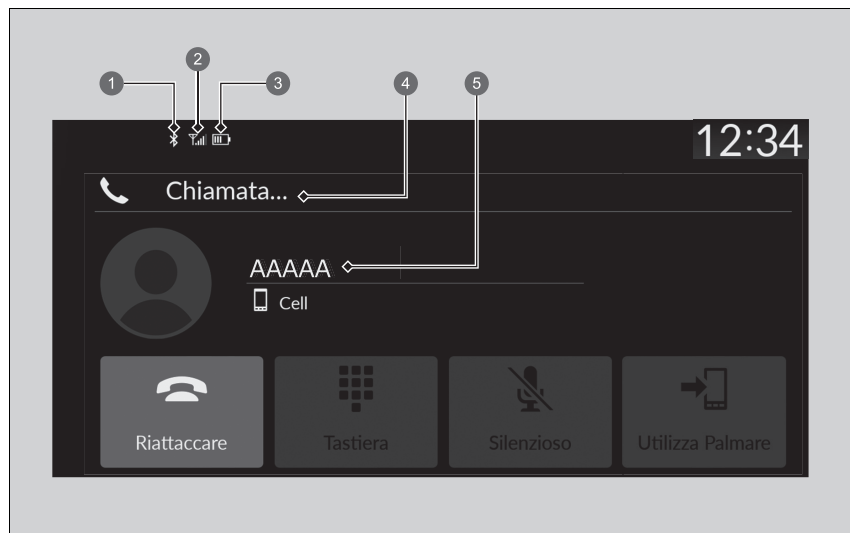 2
1 3 4 5
12:34
Chiamata...
AAAAA
Cell
Riattaccare Tastiera Silenzioso Utilizza Palmare